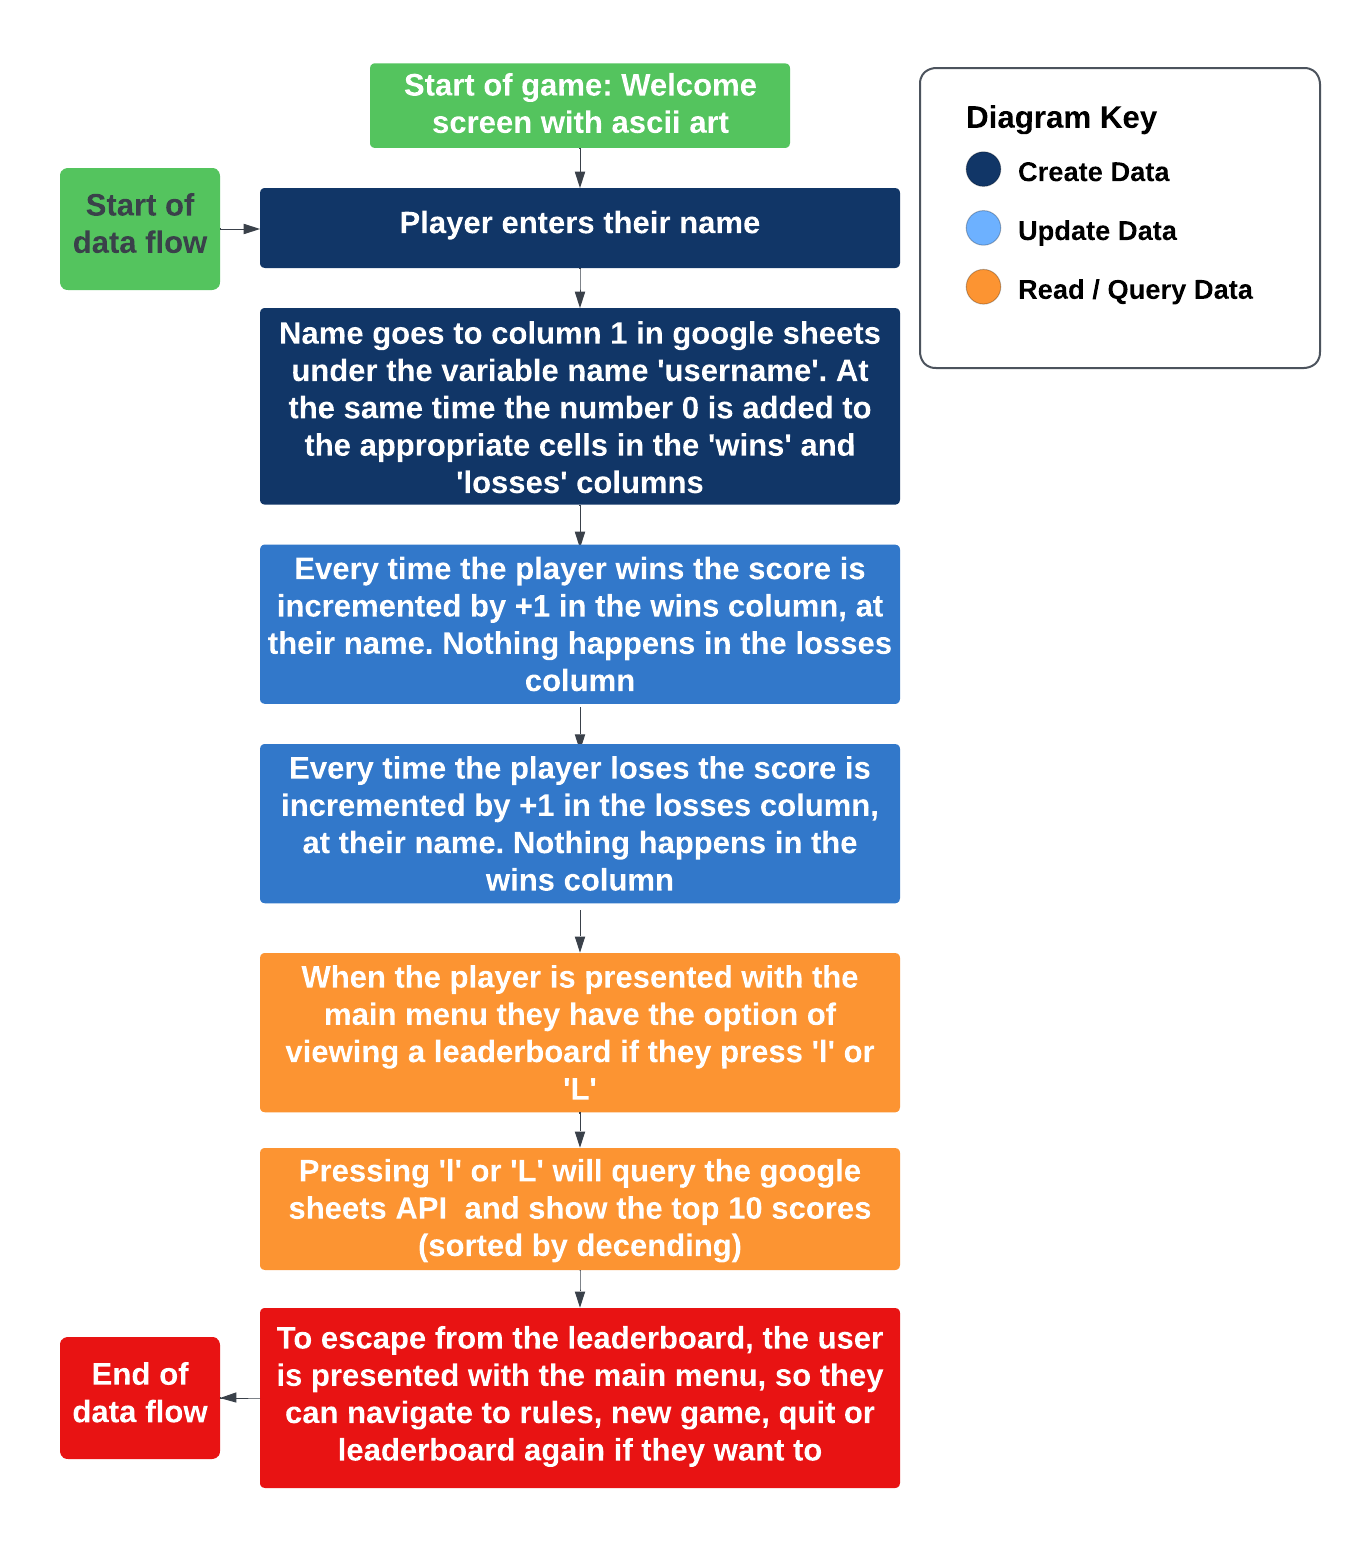 Start of game: Welcome
screen with ascii art
Diagram Key
Create Data
Update Data
Read / Query Data
Start of
data flow
Player enters their name
Name goes to column 1 in google sheets
under the variable name 'username'. At
the same time the number 0 is added to
the appropriate cells in the 'wins' and
'losses' columns
Every time the player wins the score is
incremented by +1 in the wins column, at
their name. Nothing happens in the losses
column
Every time the player loses the score is
incremented by +1 in the losses column,
at their name. Nothing happens in the
wins column
When the player is presented with the
main menu they have the option of
viewing a leaderboard if they press 'l' or
'L'
Pressing 'l' or 'L' will query the google
sheets API  and show the top 10 scores
(sorted by decending)
To escape from the leaderboard, the user
is presented with the main menu, so they
can navigate to rules, new game, quit or
leaderboard again if they want to
End of
data flow